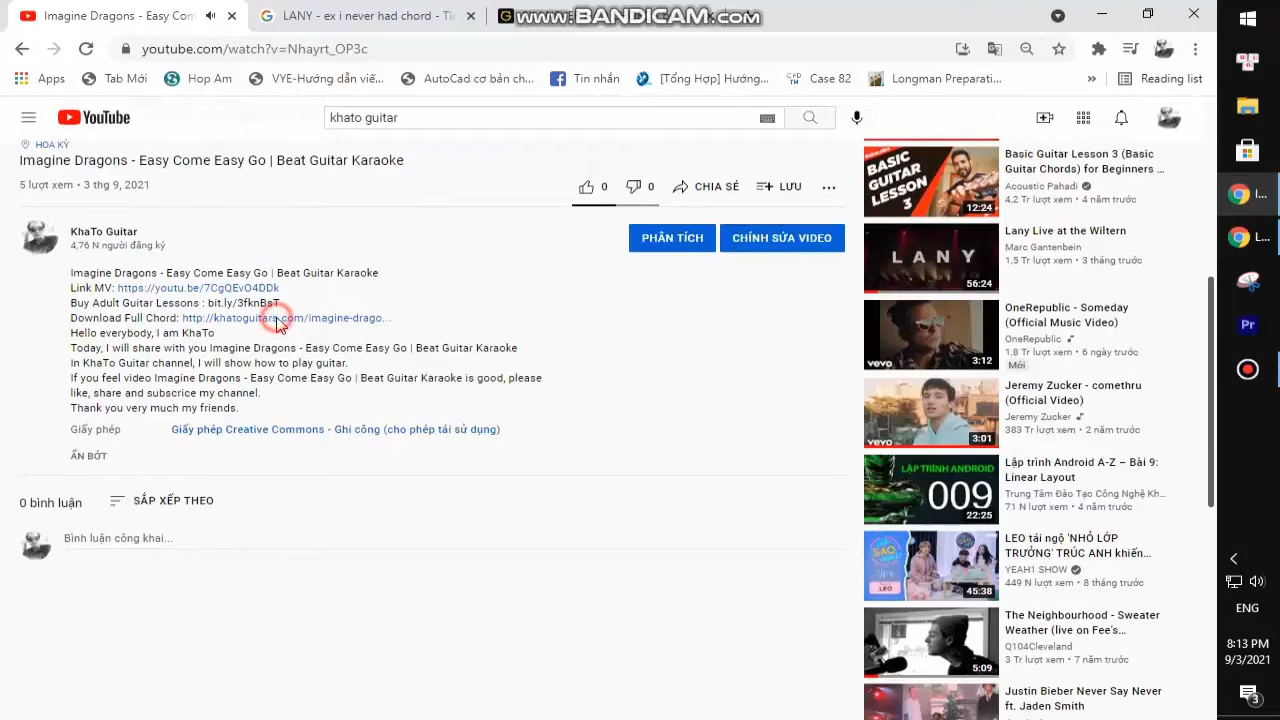 Imagine Dragons - Easy Com
LANY - ex i never had chord - Th
www.BANDICAM.com
youtube.com/watch?v=Nhayrt_OP3c
Apps
Tab Mới
Hop Am
VYE-Hướng dẫn viế...
AutoCad cơ bản ch...
Tin nhắn
[Tổng Hợp] Hướng...
Case 82
Longman Preparati...
»
Reading list
YouTube
khato guitar
HOA KỲ
Imagine Dragons - Easy Come Easy Go | Beat Guitar Karaoke
5 lượt xem • 3 thg 9, 2021
0
0
CHIA SẺ
LƯU
KhaTo Guitar
4,76 N người đăng ký
PHÂN TÍCH
CHỈNH SỬA VIDEO
Imagine Dragons - Easy Come Easy Go | Beat Guitar Karaoke
Link MV: https://youtu.be/7CgQEvO4DDk
Buy Adult Guitar Lessons : bit.ly/3fknBsT
Download Full Chord: http://khatoguitars.com/imagine-drago...
Hello everybody, I am KhaTo
Today, I will share with you Imagine Dragons - Easy Come Easy Go | Beat Guitar Karaoke
In KhaTo Guitar channel, I will show how to play guitar.
If you feel video Imagine Dragons - Easy Come Easy Go | Beat Guitar Karaoke is good, please
like, share and subscrice my channel.
Thank you very much my friends.
Giấy phép
Giấy phép Creative Commons - Ghi công (cho phép tái sử dụng)
ẨN BỚT
0 bình luận
SẮP XẾP THEO
Bình luận công khai...
BASIC
GUITAR
LESSON
3
12:24
Basic Guitar Lesson 3 (Basic
Guitar Chords) for Beginners ...
Acoustic Pahadi
4,2 Tr lượt xem • 4 năm trước
LANY
56:24
Lany Live at the Wiltern
Marc Gantenbein
1,5 Tr lượt xem • 3 tháng trước
vevo
3:12
OneRepublic - Someday
(Official Music Video)
OneRepublic
1,8 Tr lượt xem • 6 ngày trước
Mới
vevo
3:01
Jeremy Zucker - comethru
(Official Video)
Jeremy Zucker
383 Tr lượt xem • 2 năm trước
LẬP TRÌNH ANDROID
009
22:25
Lập trình Android A-Z – Bài 9:
Linear Layout
Trung Tâm Đào Tạo Công Nghệ Kh...
71 N lượt xem • 4 năm trước
SAO
LEO
45:38
LEO tái ngộ 'NHỎ LỚP
TRƯỞNG' TRÚC ANH khiến...
YEAH1 SHOW
449 N lượt xem • 8 tháng trước
5:09
The Neighbourhood - Sweater
Weather (live on Fee's...
Q104Cleveland
3 Tr lượt xem • 7 năm trước
Justin Bieber Never Say Never
ft. Jaden Smith
I...
L...
Pr
ENG
8:13 PM
9/3/2021
3